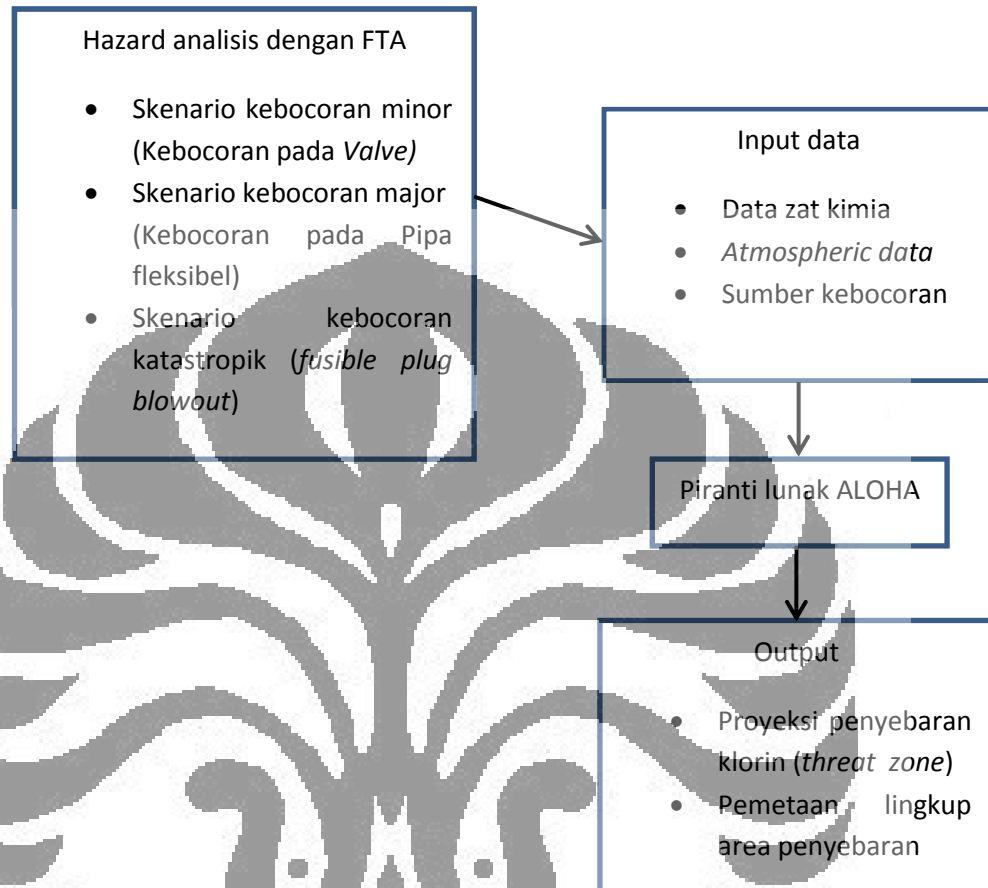 Hazard analisis dengan FTA
• Skenario kebocoran minor
(Kebocoran pada Valve)
• Skenario kebocoran major
(Kebocoran pada Pipa
fleksibel)
• Skenario kebocoran
katastropik (fusible plug
blowout)
Input data
• Data zat kimia
• Atmospheric data
• Sumber kebocoran
Piranti lunak ALOHA
Output
• Proyeksi penyebaran
klorin (threat zone)
• Pemetaan lingkup
area penyebaran